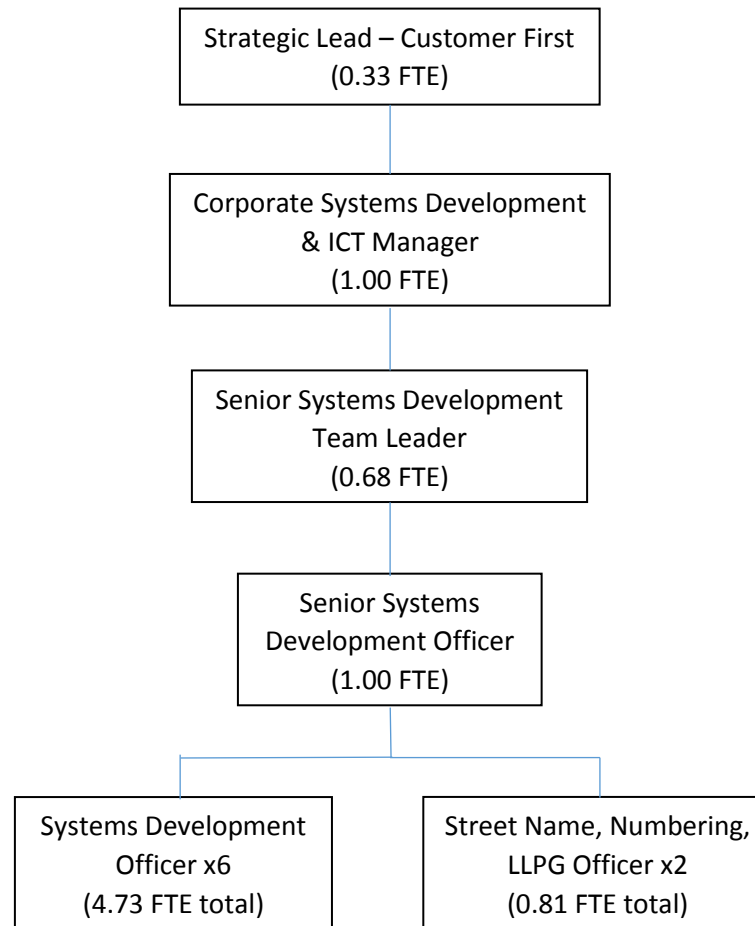 Strategic Lead – Customer First
(0.33 FTE)
Corporate Systems Development
& ICT Manager
(1.00 FTE)
Senior Systems Development
Team Leader
(0.68 FTE)
Senior Systems
Development Officer
(1.00 FTE)
Systems Development
Officer x6
(4.73 FTE total)
Street Name, Numbering,
LLPG Officer x2
(0.81 FTE total)